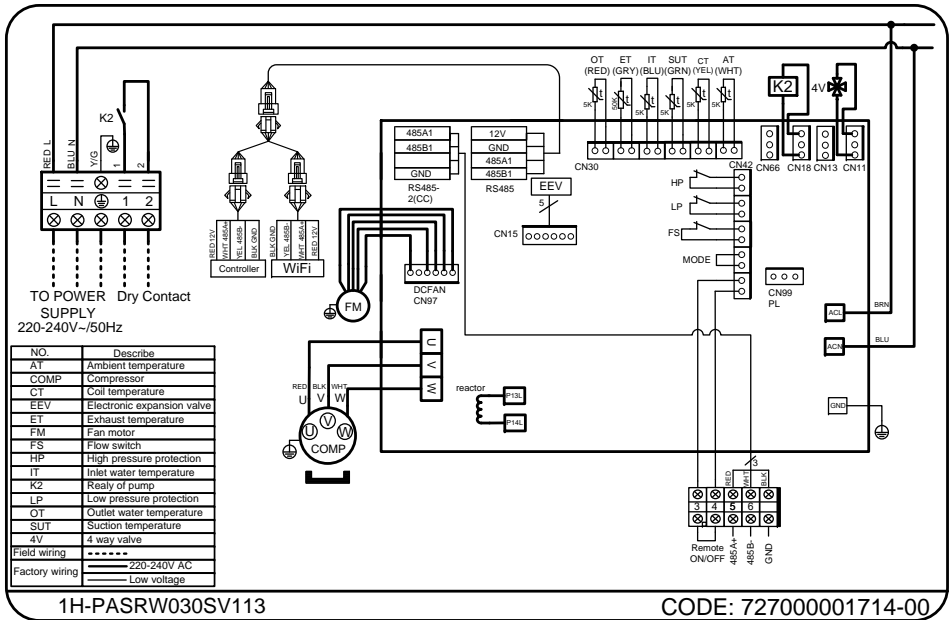 OT ET IT SUT CT AT
(RED) (GRY) (BLU) (GRN) (YEL) (WHT)
5K 50K 5K 5K 5K 5K
K2
4V
K2
RED L
BLU N
Y/G
1
2
L N 1 2
TO POWER SUPPLY
220-240V~/50Hz
Dry Contact
485A1
485B1
GND
RS485-
2(CC)
12V
GND
485A1
485B1
RS485
EEV
5
CN15
CN30
CN42
CN66 CN18 CN13 CN11
HP
LP
FS
MODE
CN99
PL
RED 12V
WHT 485A+
YEL 485B-
BLK GND
Controller
BLK GND
YEL 485B-
WHT 485A+
RED 12V
WiFi
FM
DCFAN
CN97
U
V
W
RED BLK WHT
U V W
U V W
COMP
reactor
P13L
P14L
ACL
BRN
ACN
BLU
GND
3
RED
WHT
BLK
3 4 5 6
Remote
ON/OFF
485A+
485B-
GND
NO. Describe
AT Ambient temperature
COMP Compressor
CT Coil temperature
EEV Electronic expansion valve
ET Exhaust temperature
FM Fan motor
FS Flow switch
HP High pressure protection
IT Inlet water temperature
K2 Realy of pump
LP Low pressure protection
OT Outlet water temperature
SUT Suction temperature
4V 4 way valve
Field wiring
Factory wiring 220-240V AC
Low voltage
1H-PASRW030SV113
CODE: 727000001714-00